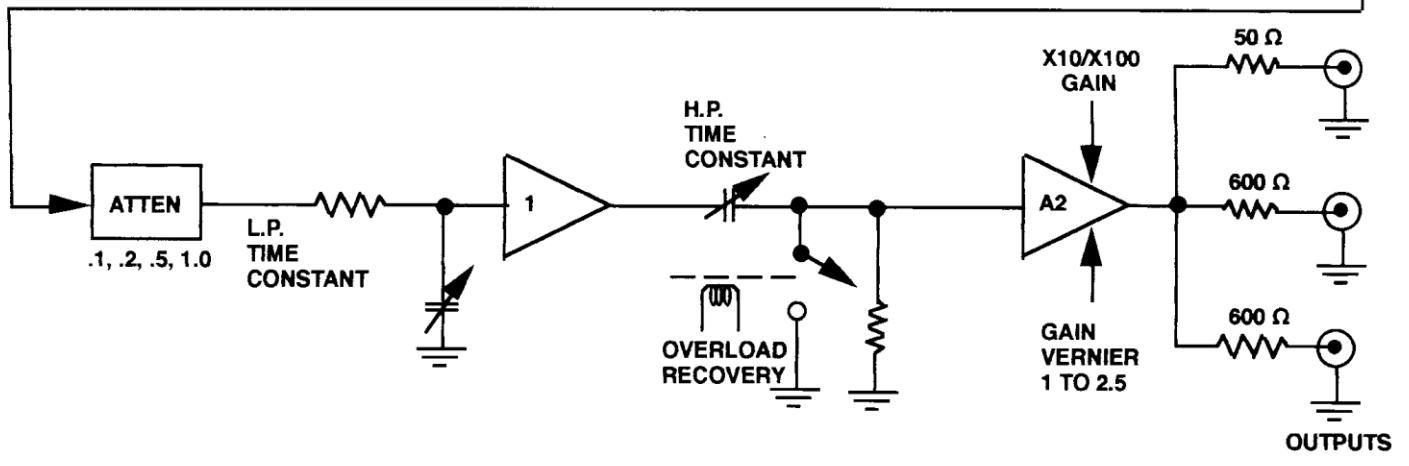 50 Ω
X10/X100
GAIN
H.P.
TIME
CONSTANT
ATTEN
.1, .2, .5, 1.0
L.P.
TIME
CONSTANT
1
A2
600 Ω
OVERLOAD
RECOVERY
GAIN
VERNIER
1 TO 2.5
600 Ω
OUTPUTS